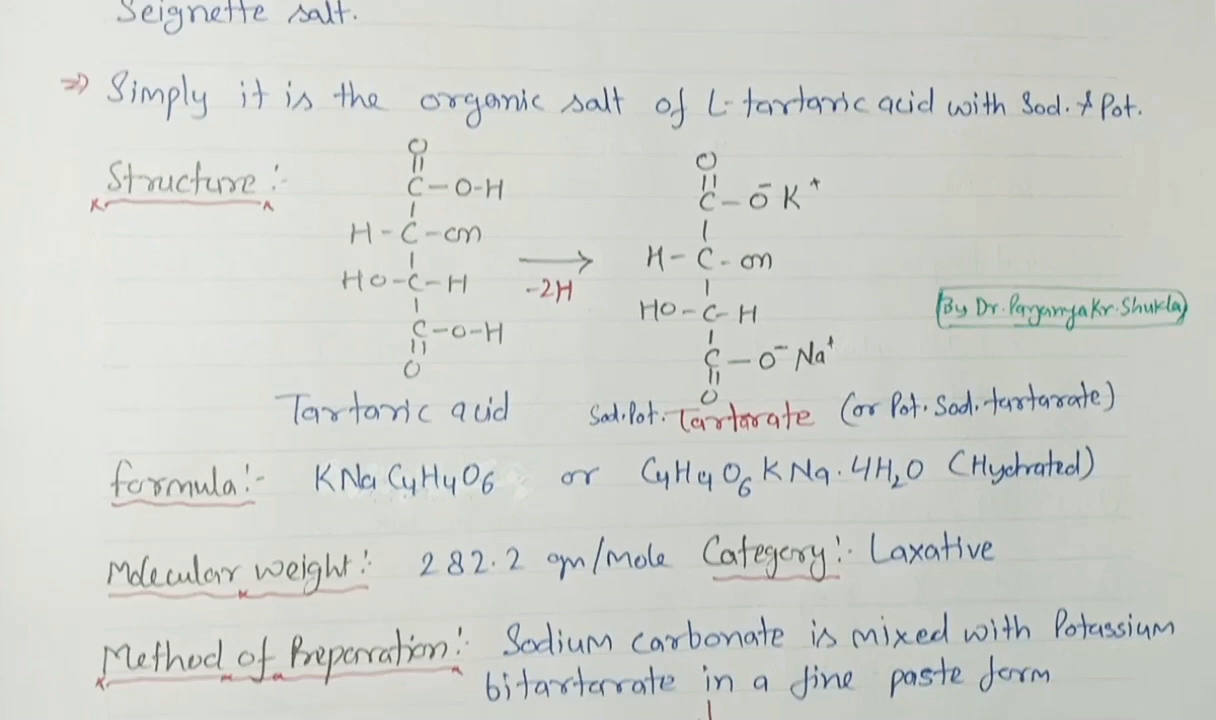 Seignette salt.
⇒ Simply it is the organic salt of L-tartaric acid with Sod. & Pot.
Structure:-
O O
|| ||
C-O-H C-O⁻ K⁺
| |
H-C-OH H-C-OH
| → |
HO-C-H -2H HO-C-H
| |
C-O-H C-O⁻ Na⁺
|| ||
O O
By Dr. Payaamya Kr. Shukla
Tartaric acid Sod. Pot. Tartarate (or Pot. Sod. tartarate)
formula:- KNaC4H4O6 or C4H4O6KNa.4H2O (Hydrated)
Molecular weight:- 282.2 gm/mole Category:- Laxative
Method of Preparration:- Sodium carbonate is mixed with Potassium
bitartarrate in a fine paste form